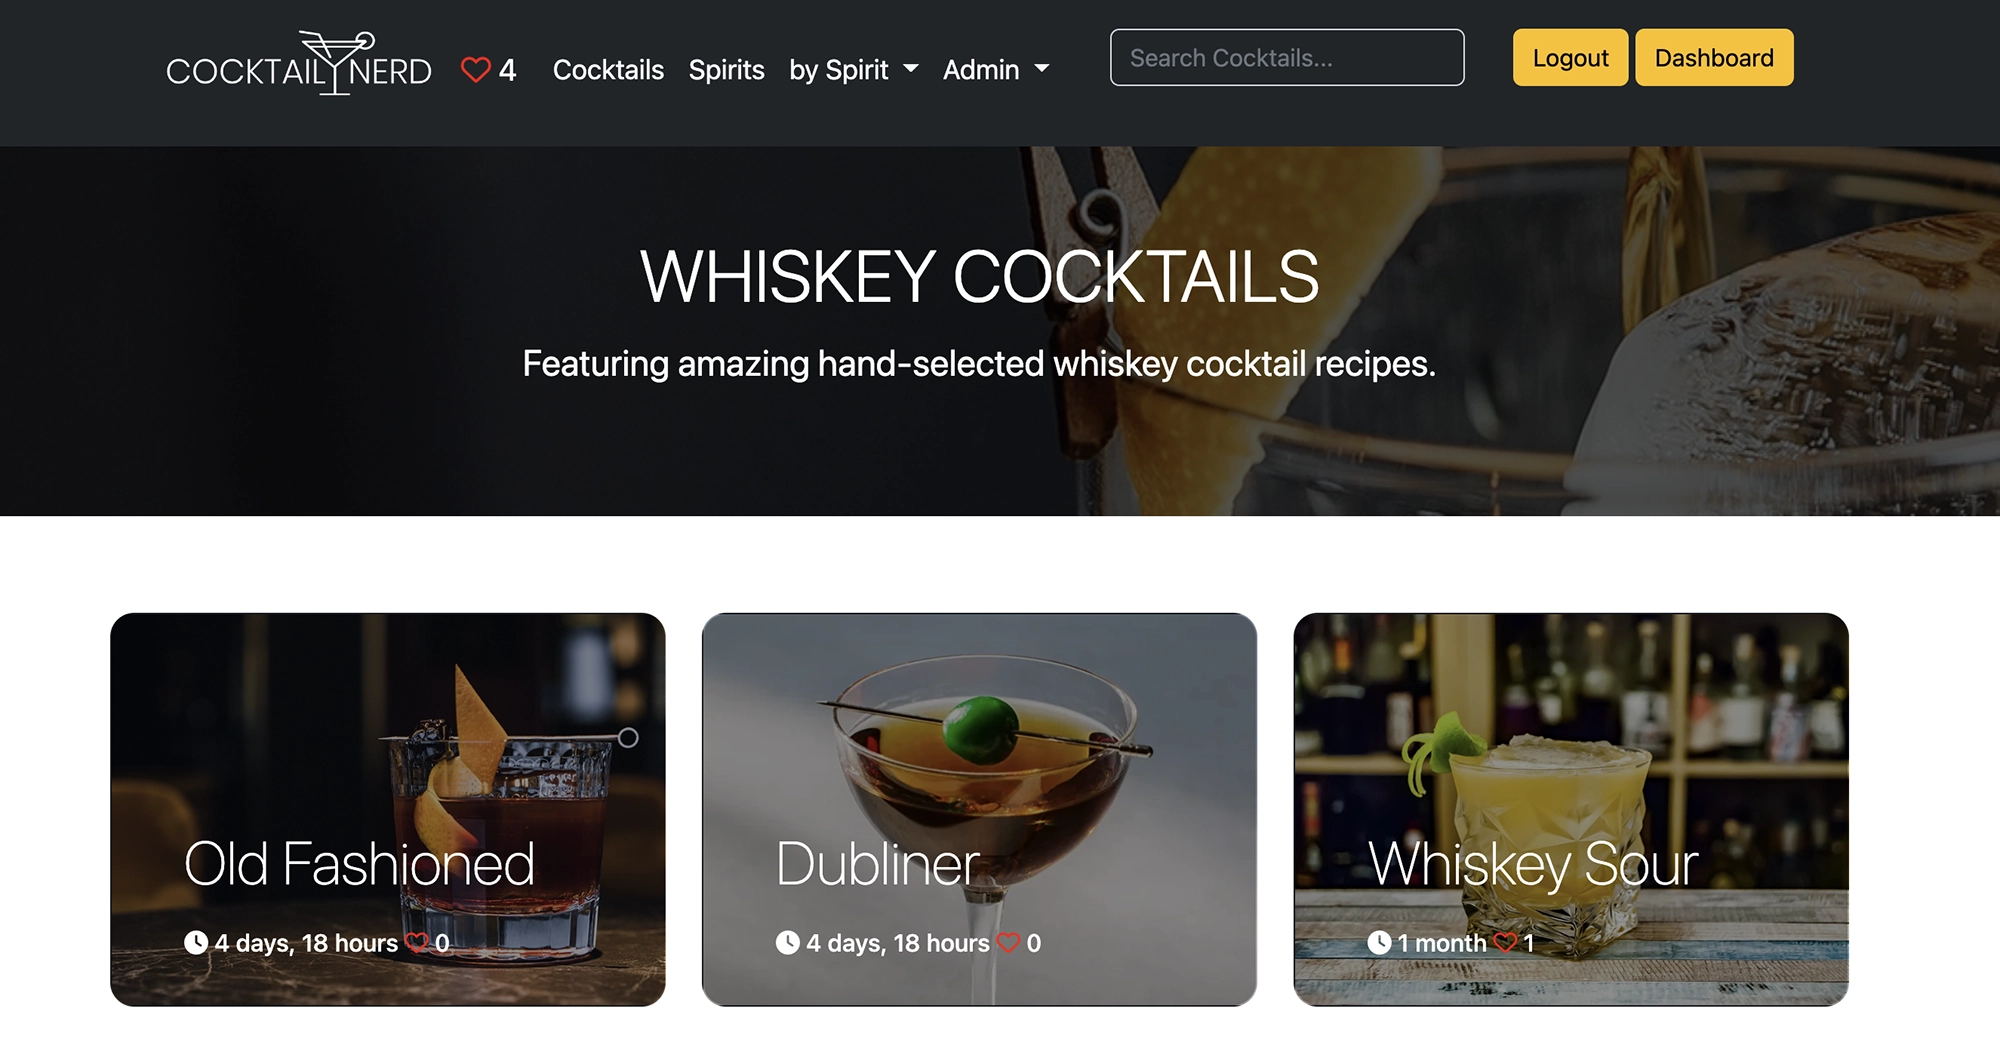 COCKTAIL NERD 4 Cocktails Spirits by Spirit Admin Search Cocktails... Logout Dashboard
WHISKEY COCKTAILS
Featuring amazing hand-selected whiskey cocktail recipes.
Old Fashioned
4 days, 18 hours 0
Dubliner
4 days, 18 hours 0
Whiskey Sour
1 month 1